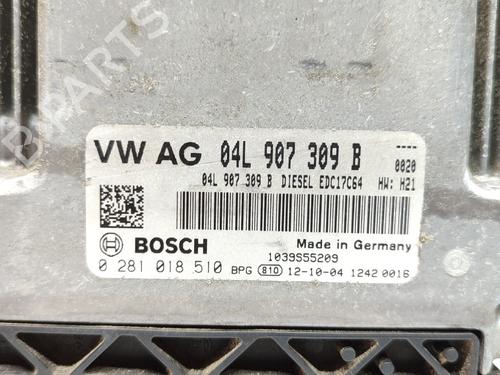 B-PARTS
VW AG 04L 907 309 B ----
0020
04L 907 309 B DIESEL EDC17C64 HW: H21
BOSCH Made in Germany
1039S55209
0 281 018 510 BPG 810 12-10-04 1242 0016